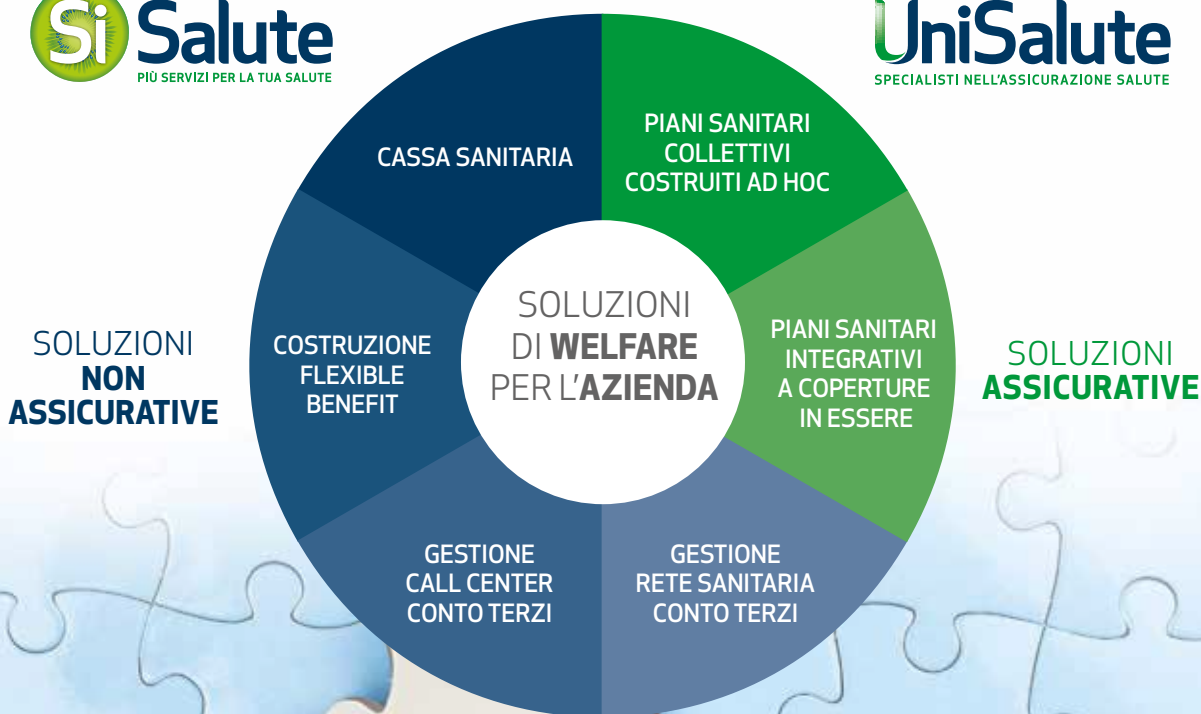 Si Salute
PIÙ SERVIZI PER LA TUA SALUTE
UniSalute
SPECIALISTI NELL'ASSICURAZIONE SALUTE
CASSA SANITARIA
PIANI SANITARI
COLLETTIVI
COSTRUITI AD HOC
SOLUZIONI
NON
ASSICURATIVE
COSTRUZIONE
FLEXIBLE
BENEFIT
SOLUZIONI
DI WELFARE
PER L'AZIENDA
PIANI SANITARI
INTEGRATIVI
A COPERTURE
IN ESSERE
SOLUZIONI
ASSICURATIVE
GESTIONE
CALL CENTER
CONTO TERZI
GESTIONE
RETE SANITARIA
CONTO TERZI